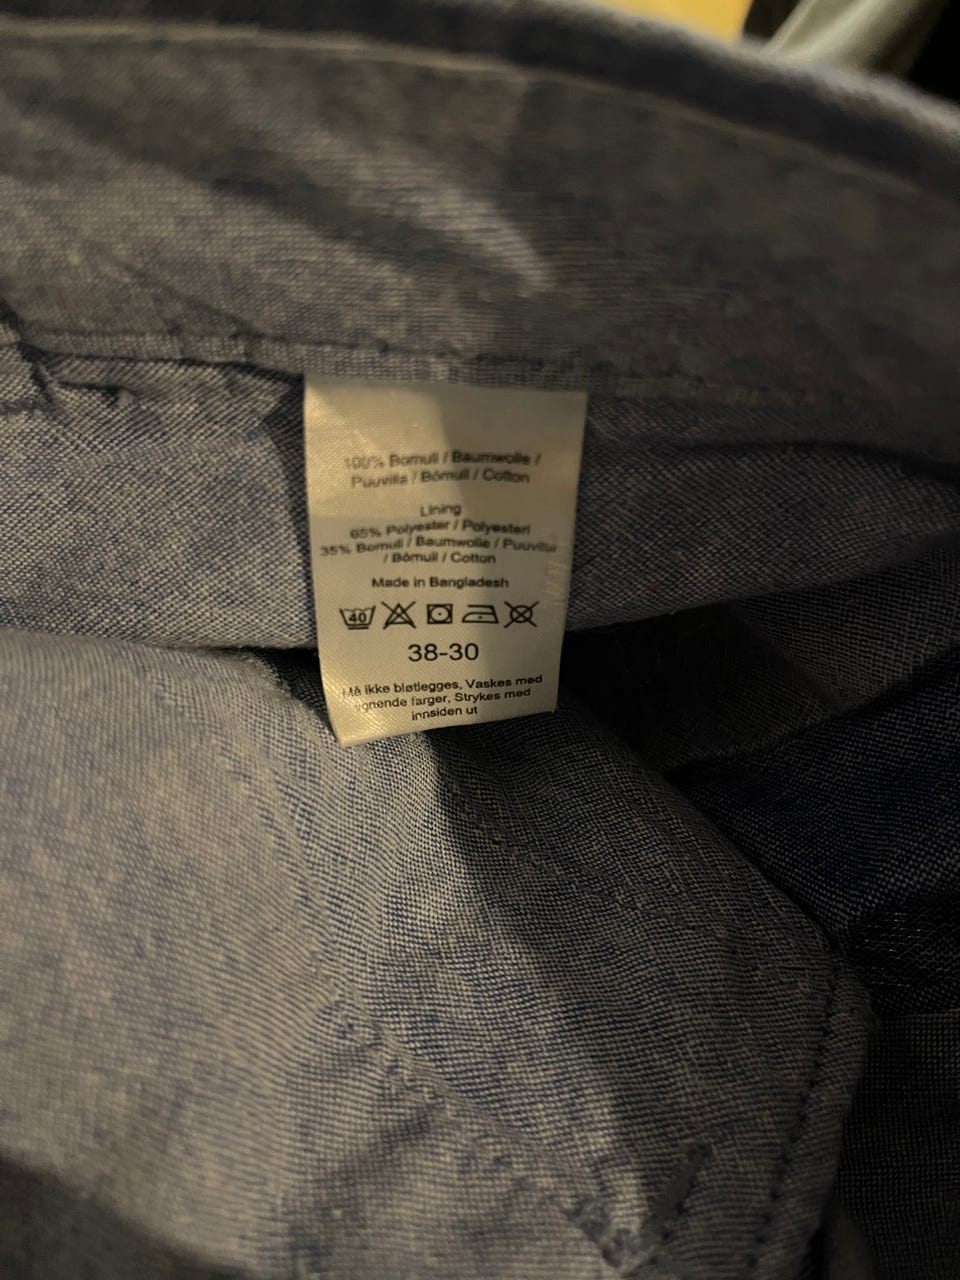 100% Bomull / Baumwolle /
Puuvilla / Bómull / Cotton
Lining
65% Polyester / Polyesteri
35% Bomull / Baumwolle / Puuvilla
/ Bómull / Cotton
Made in Bangladesh
40
38-30
Må ikke bløtlegges, Vaskes med
lignende farger, Strykes med
innsiden ut